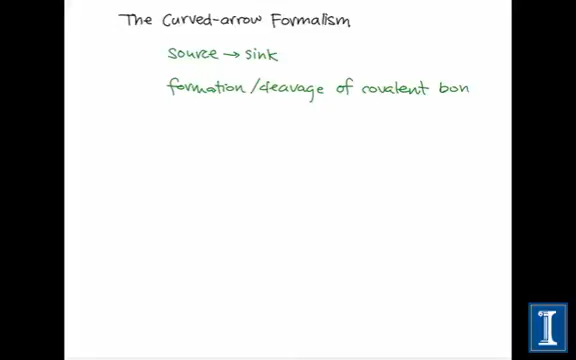 The Curved-arrow Formalism
source → sink
formation/cleavage of covalent bon
I